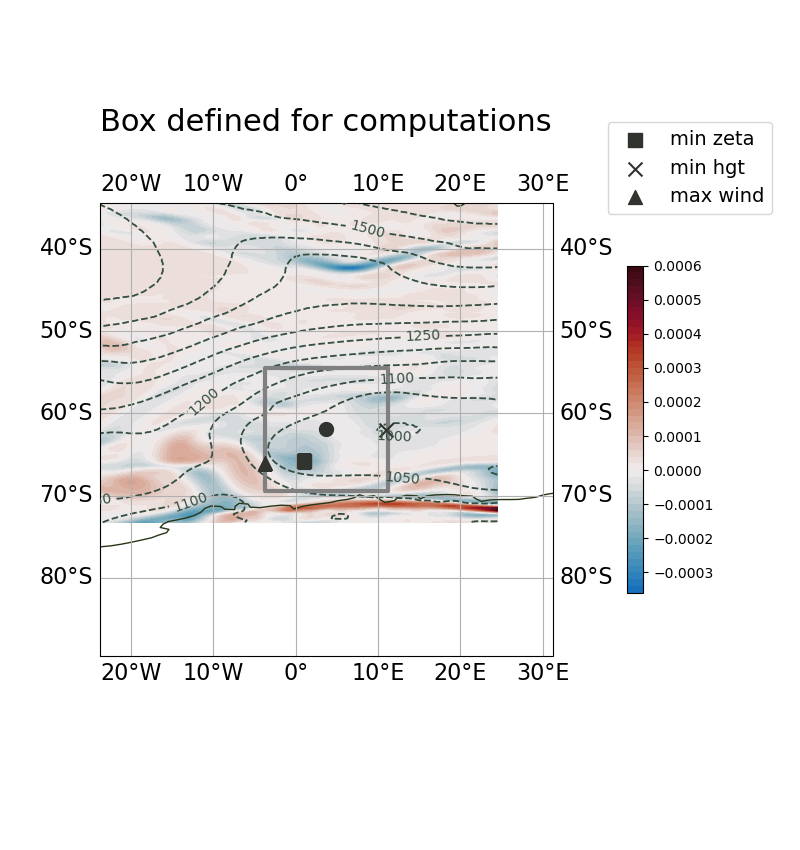 Box defined for computations
min zeta
min hgt
max wind
20°W 10°W 0° 10°E 20°E 30°E
40°S 40°S
50°S 50°S
60°S 60°S
70°S 70°S
80°S 80°S
20°W 10°W 0° 10°E 20°E 30°E
1500
1250
1100
1200
1000
1050
0
1100
0.0006
0.0005
0.0004
0.0003
0.0002
0.0001
0.0000
−0.0001
−0.0002
−0.0003